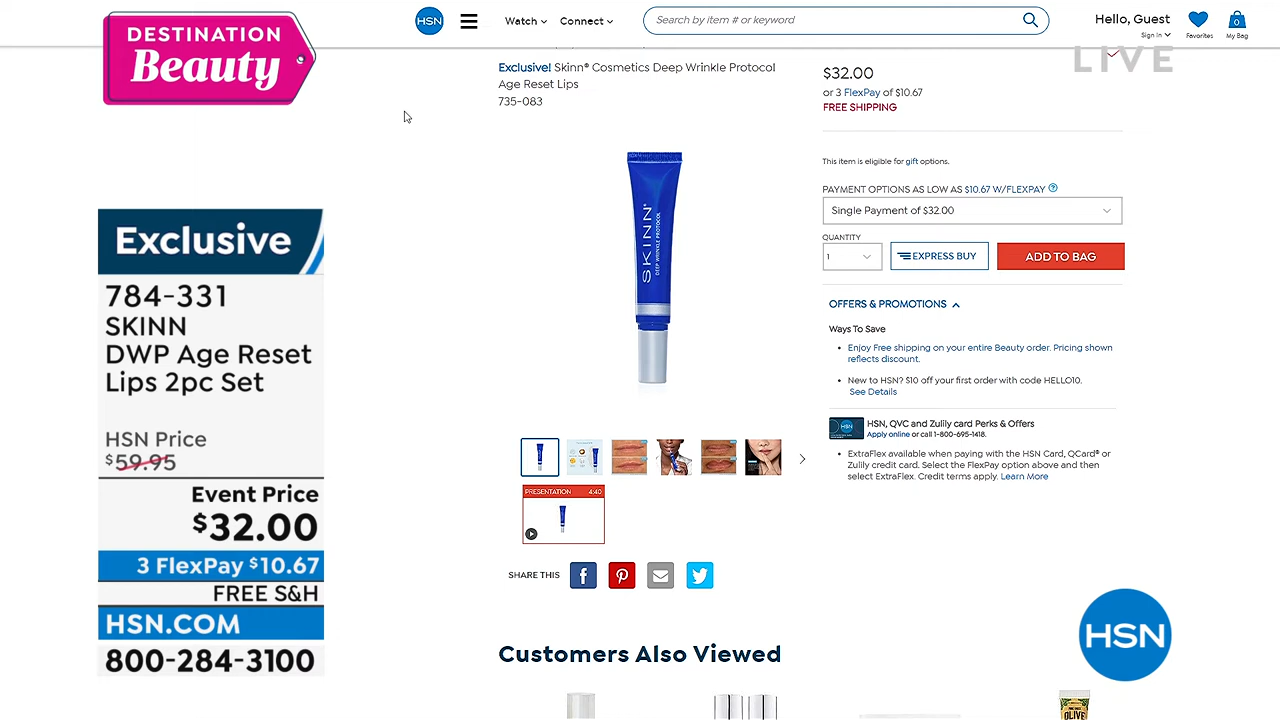 DESTINATION
Beauty
HSN
Watch
Connect
Search by item # or keyword
Hello, Guest
Sign In
Favorites
0
My Bag
LIVE
Exclusive! Skinn® Cosmetics Deep Wrinkle Protocol
Age Reset Lips
735-083
$32.00
or 3 FlexPay of $10.67
FREE SHIPPING
This item is eligible for gift options.
PAYMENT OPTIONS AS LOW AS $10.67 W/FLEXPAY ?
Single Payment of $32.00
QUANTITY
1
EXPRESS BUY
ADD TO BAG
OFFERS & PROMOTIONS
Ways To Save
• Enjoy Free shipping on your entire Beauty order. Pricing shown
reflects discount.
• New to HSN? $10 off your first order with code HELLO10.
See Details
HSN
HSN, QVC and Zulily card Perks & Offers
Apply online or call 1-800-695-1418.
• ExtraFlex available when paying with the HSN Card, QCard® or
Zulily credit card. Select the FlexPay option above and then
select ExtraFlex. Credit terms apply. Learn More
SKINN®
DEEP WRINKLE PROTOCOL
PRESENTATION 4:40
SHARE THIS
Customers Also Viewed
OLIVE
Exclusive
784-331
SKINN
DWP Age Reset
Lips 2pc Set
HSN Price
$59.95
Event Price
$32.00
3 FlexPay $10.67
FREE S&H
HSN.COM
800-284-3100
HSN